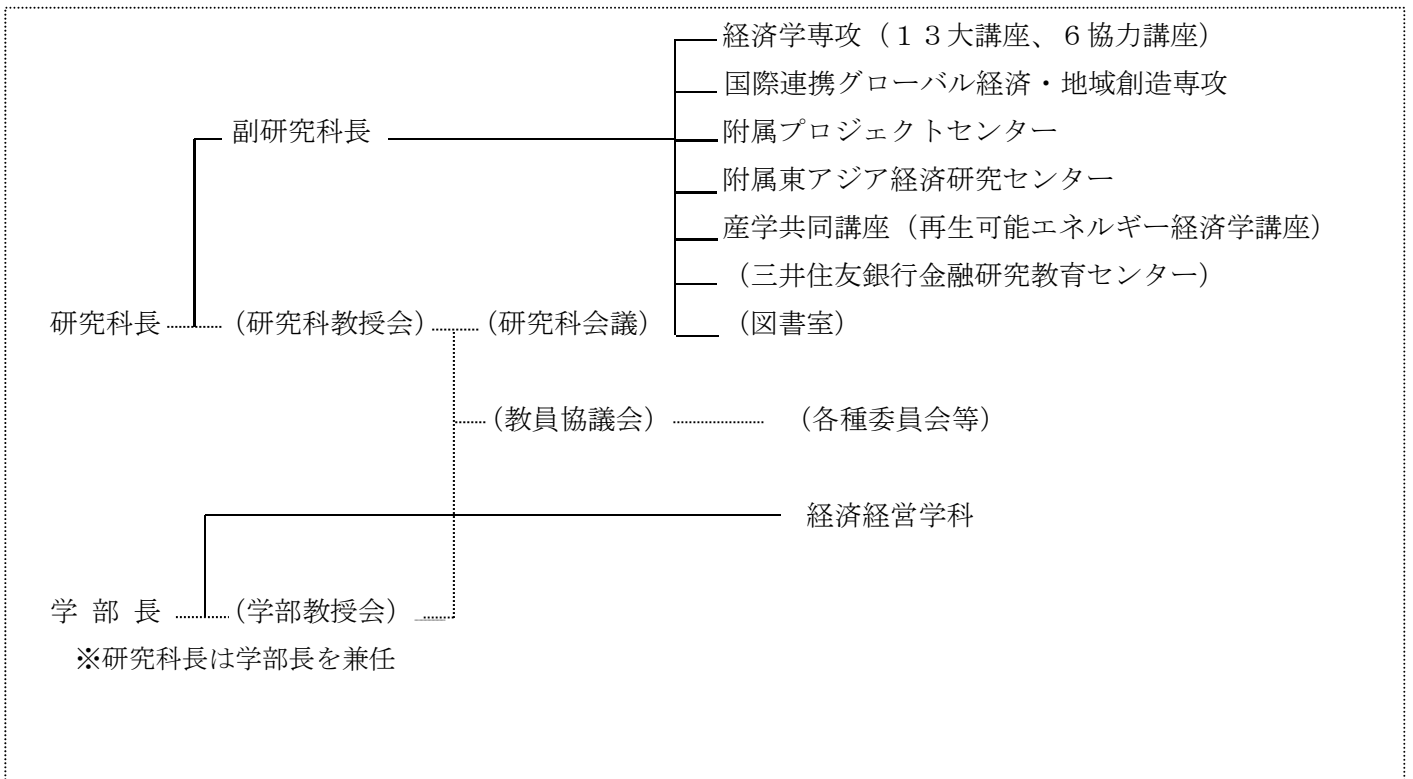 経済学専攻（１３大講座、６協力講座）
国際連携グローバル経済・地域創造専攻
副研究科長 附属プロジェクトセンター
附属東アジア経済研究センター
産学共同講座（再生可能エネルギー経済学講座）
（三井住友銀行金融研究教育センター）
研究科長 （研究科教授会） （研究科会議） （図書室）
（教員協議会） （各種委員会等）
経済経営学科
学 部 長 （学部教授会）
※研究科長は学部長を兼任